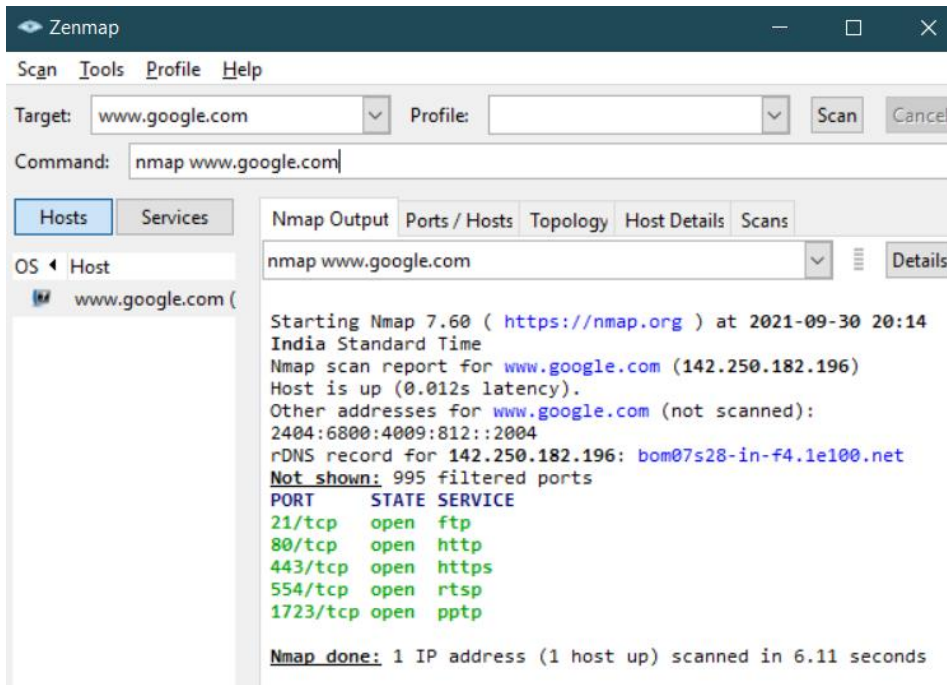 Zenmap
Scan Tools Profile Help
Target: www.google.com Profile: Scan Cancel
Command: nmap www.google.com
Hosts Services Nmap Output Ports / Hosts Topology Host Details Scans
OS Host nmap www.google.com Details
www.google.com (
Starting Nmap 7.60 ( https://nmap.org ) at 2021-09-30 20:14
India Standard Time
Nmap scan report for www.google.com (142.250.182.196)
Host is up (0.012s latency).
Other addresses for www.google.com (not scanned):
2404:6800:4009:812::2004
rDNS record for 142.250.182.196: bom07s28-in-f4.1e100.net
Not shown: 995 filtered ports
PORT STATE SERVICE
21/tcp open ftp
80/tcp open http
443/tcp open https
554/tcp open rtsp
1723/tcp open pptp
Nmap done: 1 IP address (1 host up) scanned in 6.11 seconds